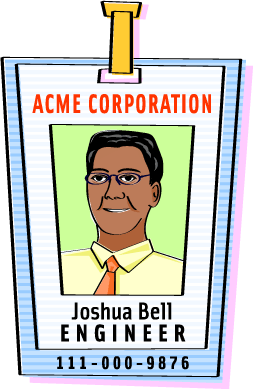 ACME CORPORATION
Joshua Bell
ENGINEER
111-000-9876